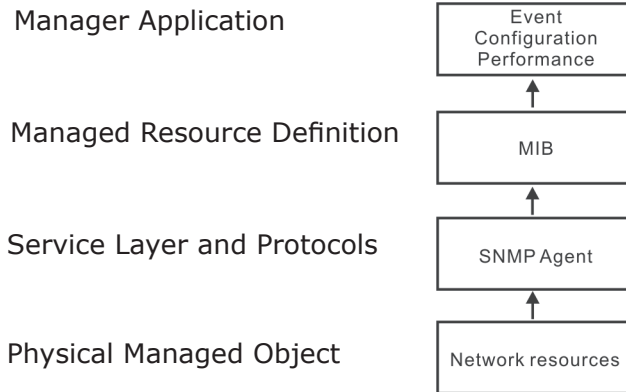 Manager Application
Event
Configuration
Performance
Managed Resource Definition
MIB
Service Layer and Protocols
SNMP Agent
Physical Managed Object
Network resources